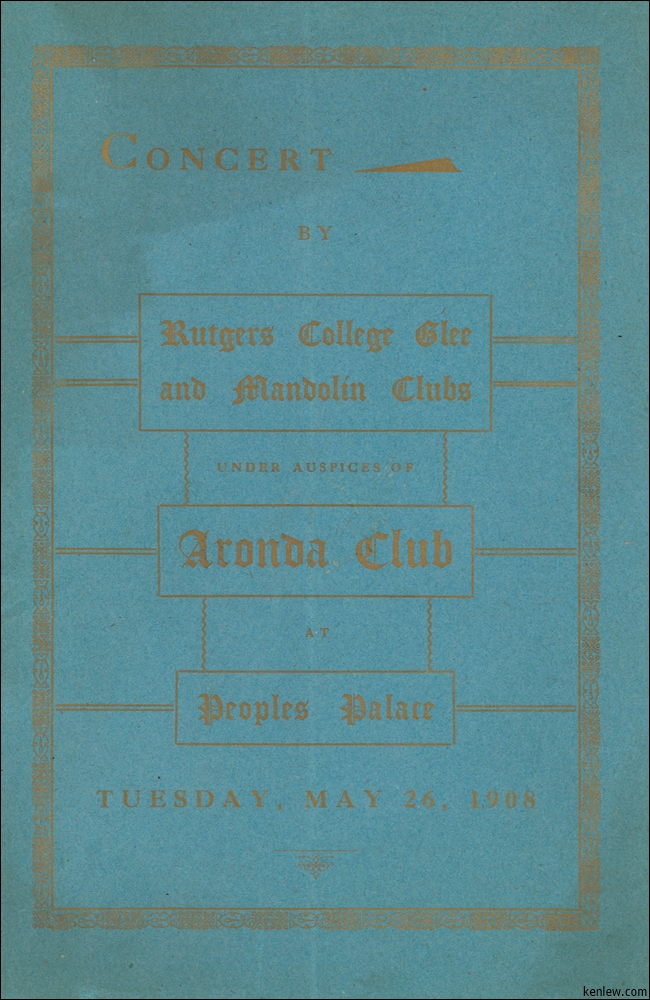 CONCERT
BY
Rutgers College Glee
and Mandolin Clubs
UNDER AUSPICES OF
Aronda Club
AT
Peoples Palace
TUESDAY, MAY 26, 1908
kenlew.com